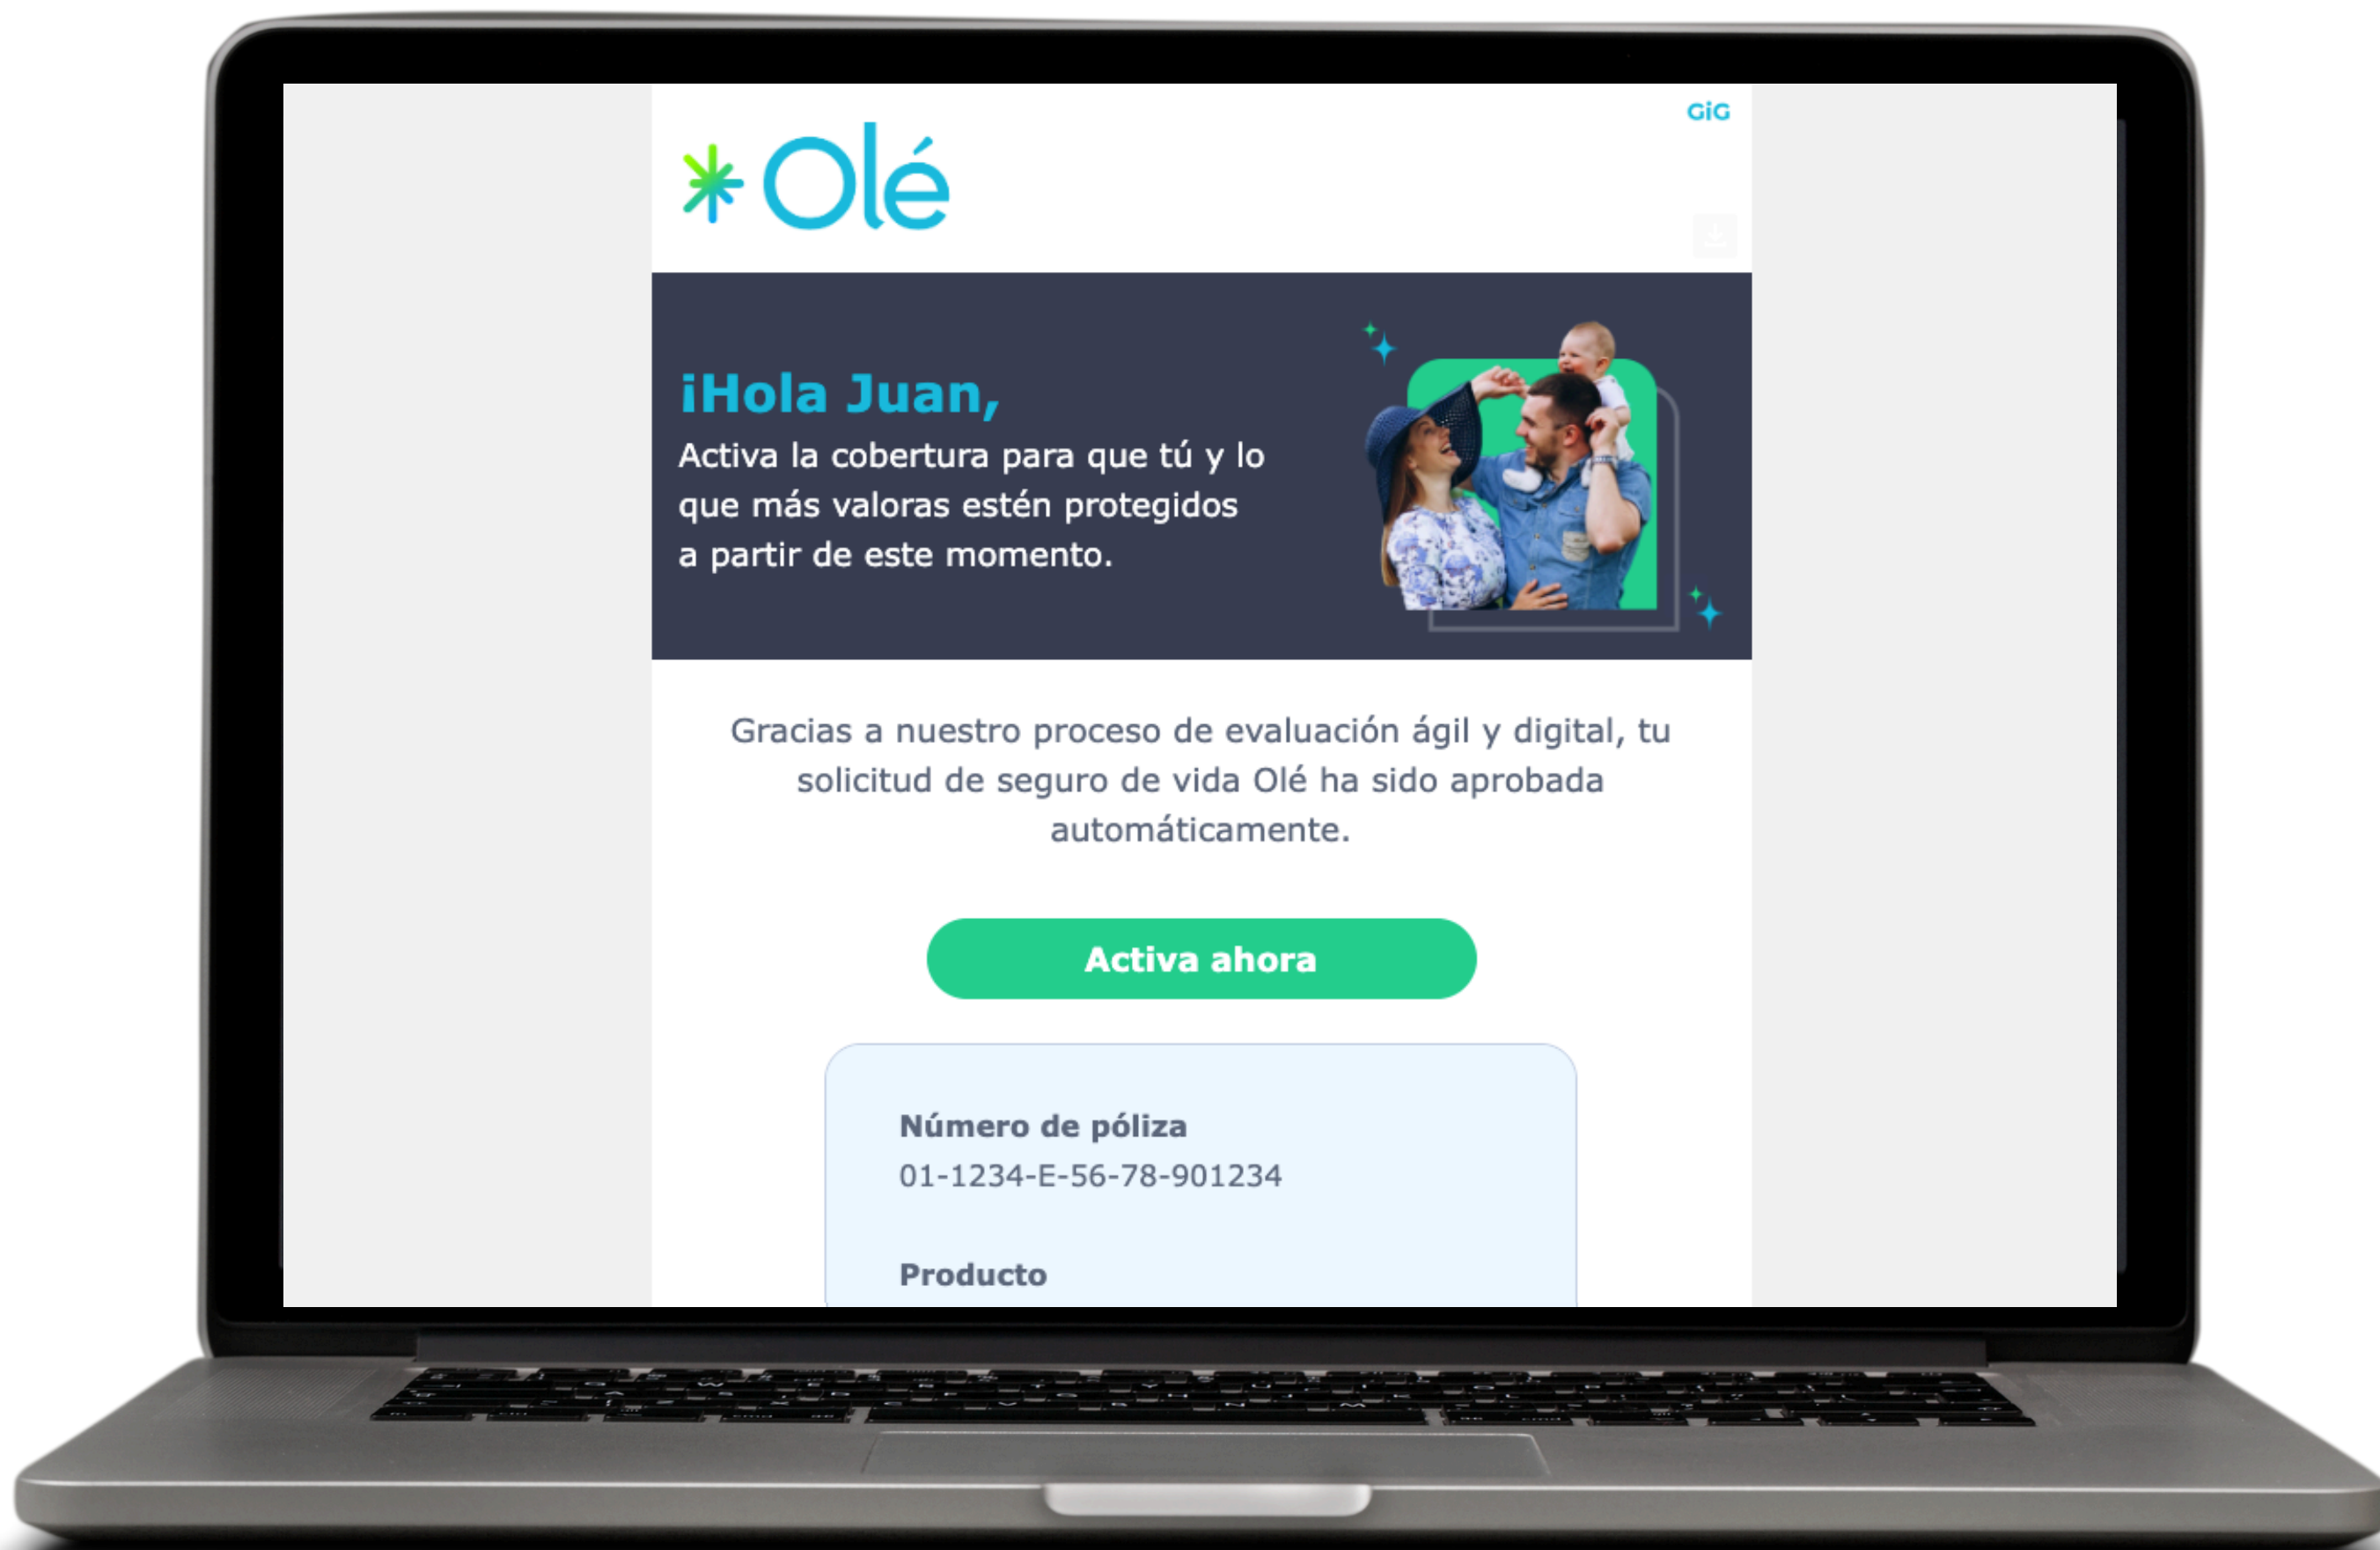 Olé
GiG
¡Hola Juan,
Activa la cobertura para que tú y lo
que más valoras estén protegidos
a partir de este momento.
Gracias a nuestro proceso de evaluación ágil y digital, tu
solicitud de seguro de vida Olé ha sido aprobada
automáticamente.
Activa ahora
Número de póliza
01-1234-E-56-78-901234
Producto